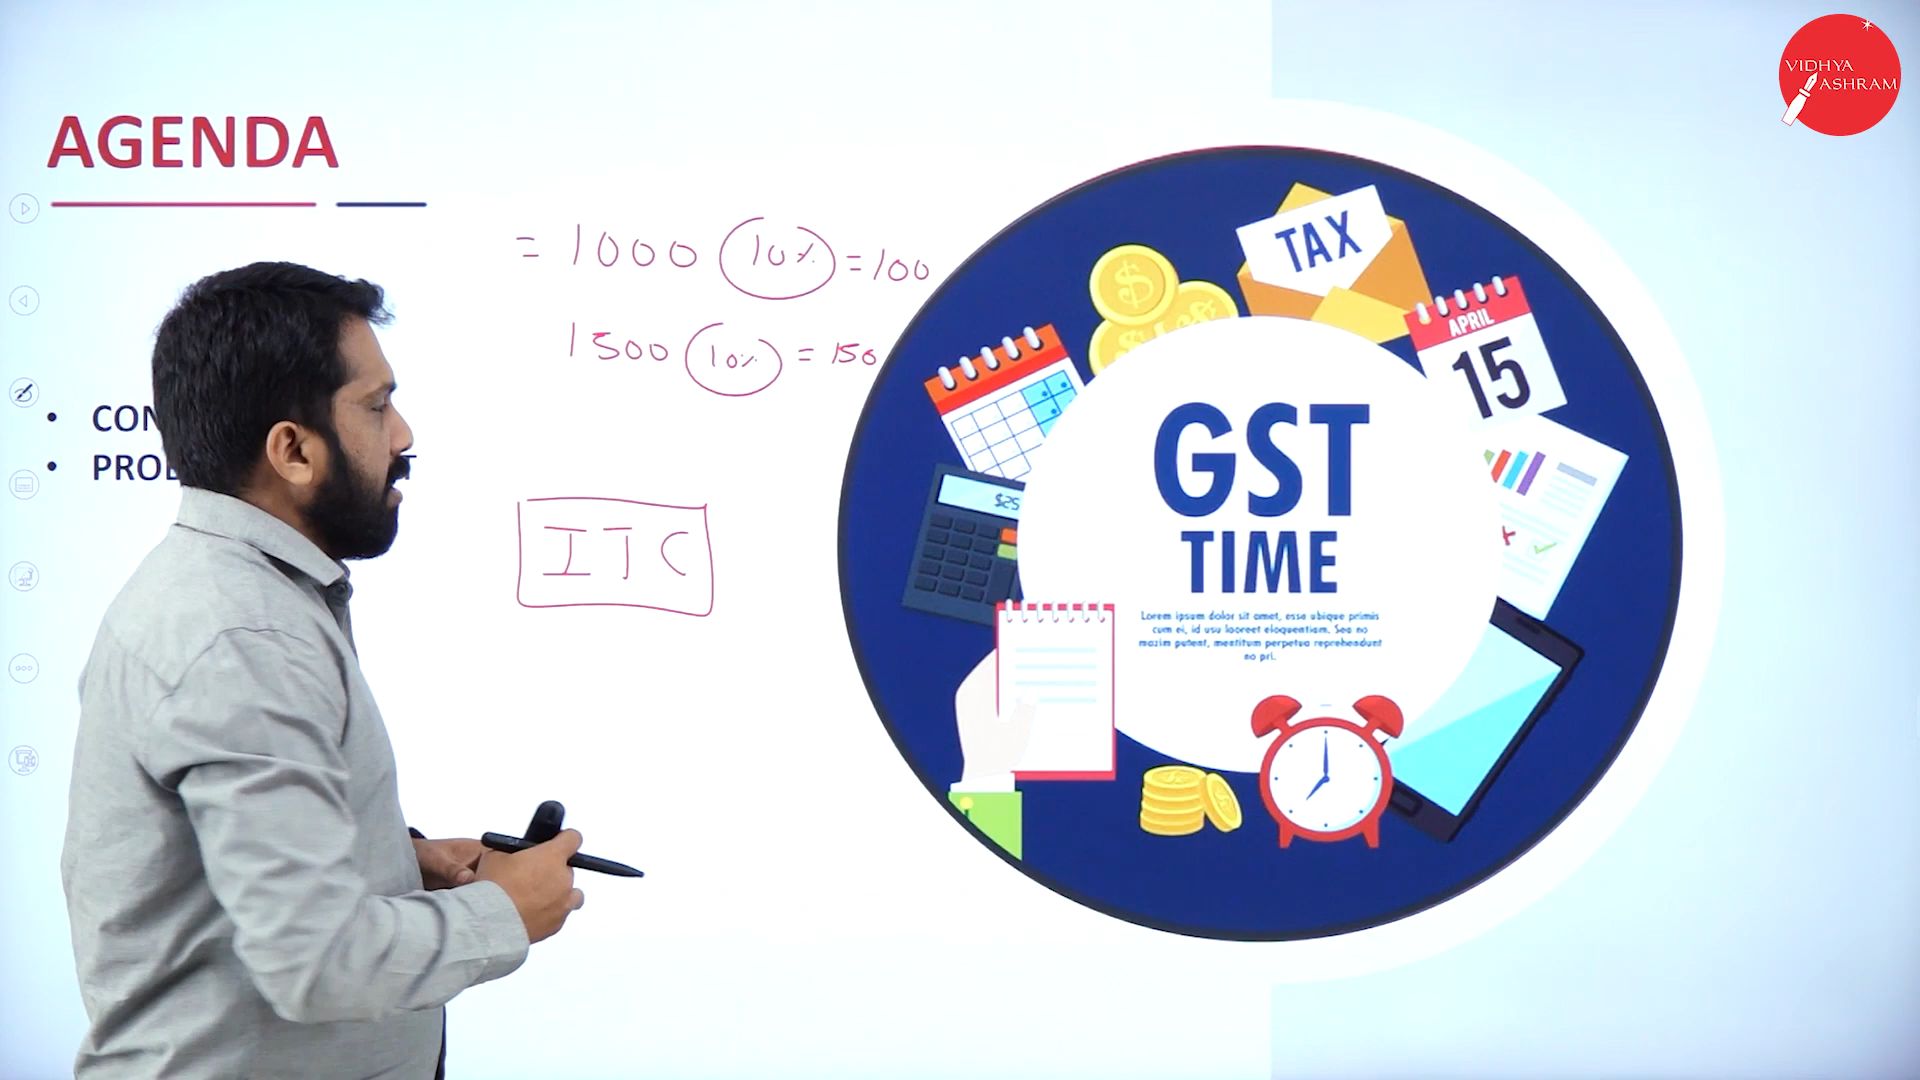 VIDHYA
ASHRAM
AGENDA
= 1000 10% = 100
1500 10% = 150
ITC
TAX
APRIL
15
$25
GST
TIME
Lorem ipsum dolor sit amet, esse ubique primis
cum ei, id usu laoreet eloquentiam. Sea no
mazim putent, mentitum perpetua reprehendunt
no pri.